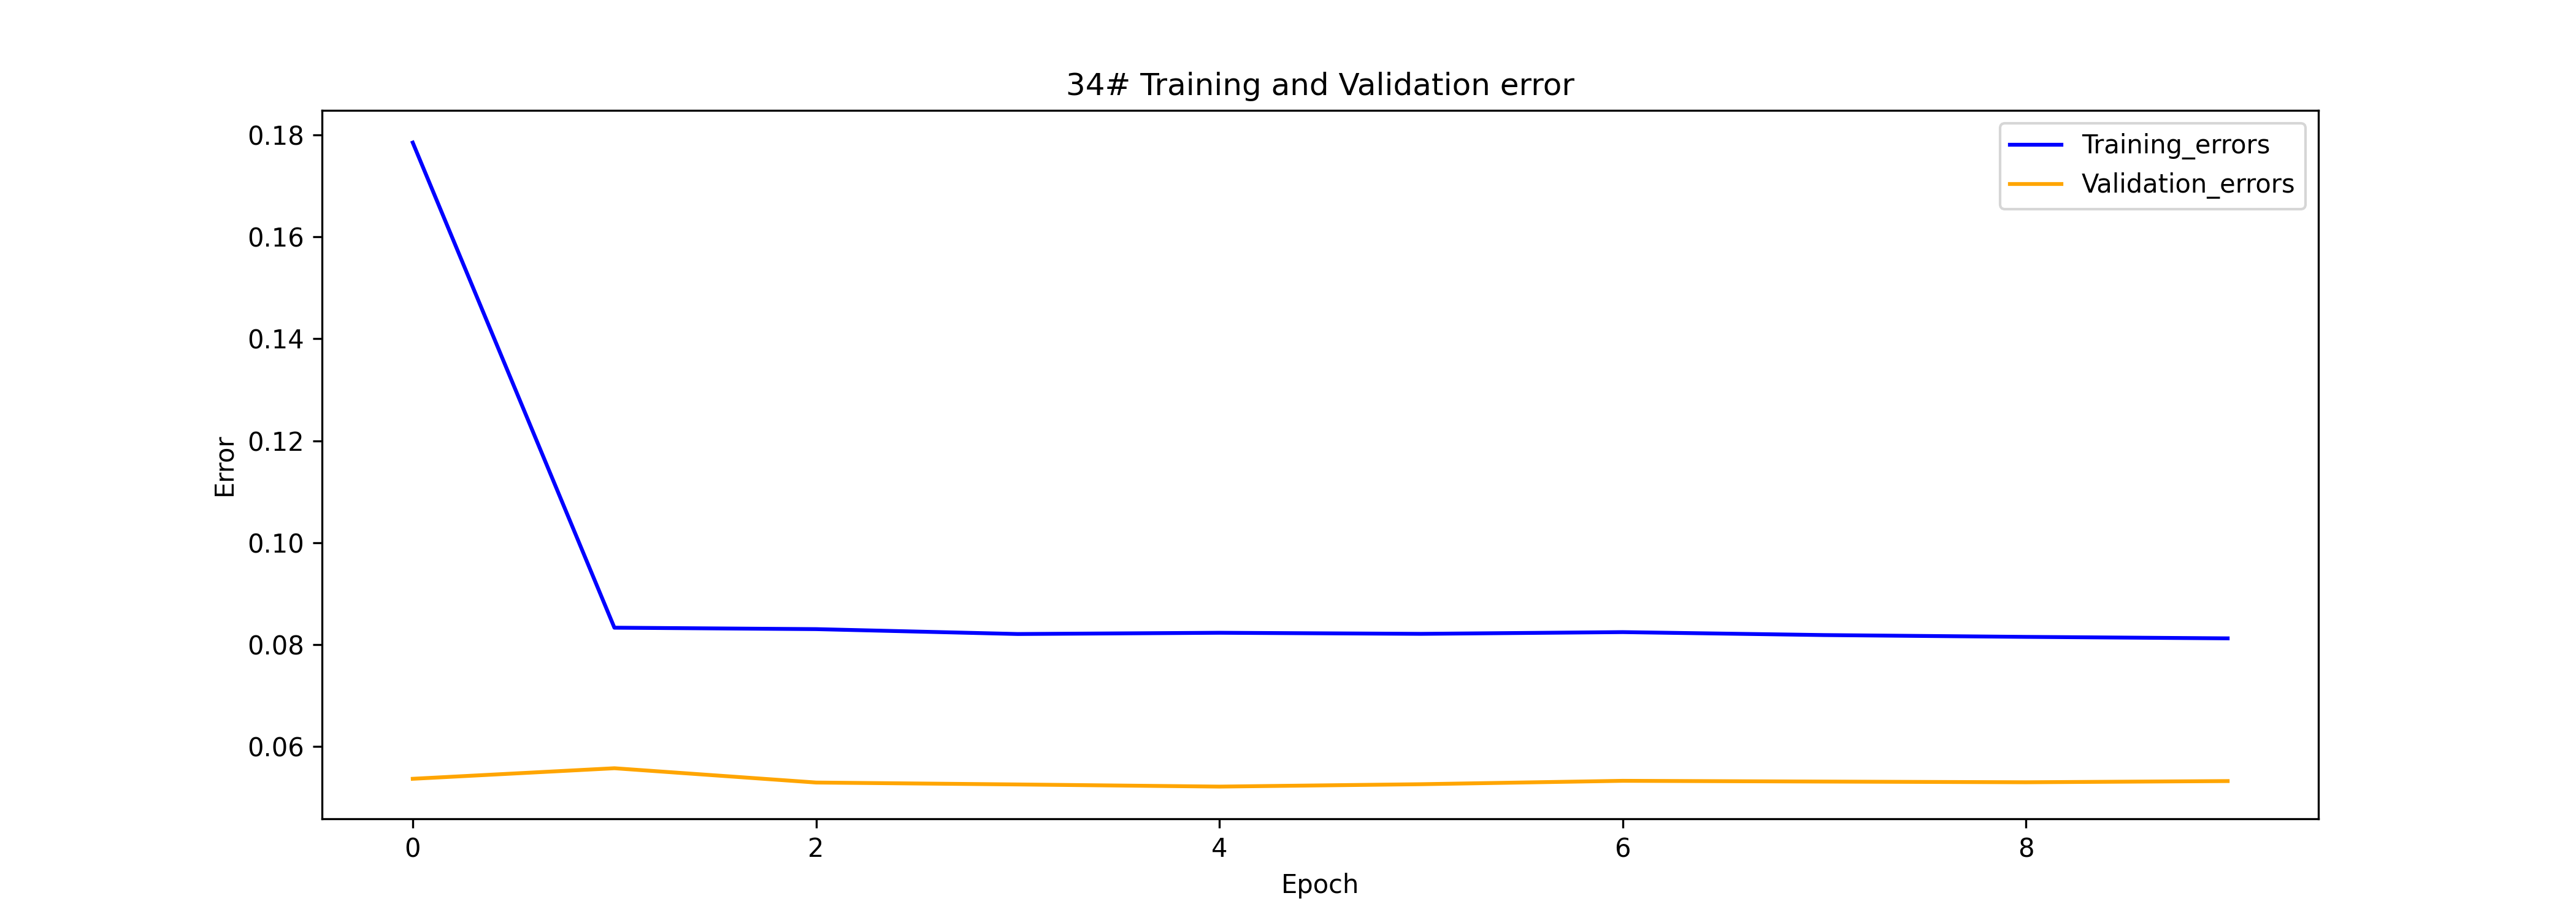 34# Training and Validation error
Training_errors
Validation_errors
0.18
0.16
0.14
0.12
0.10
0.08
0.06
Error
0 2 4 6 8
Epoch